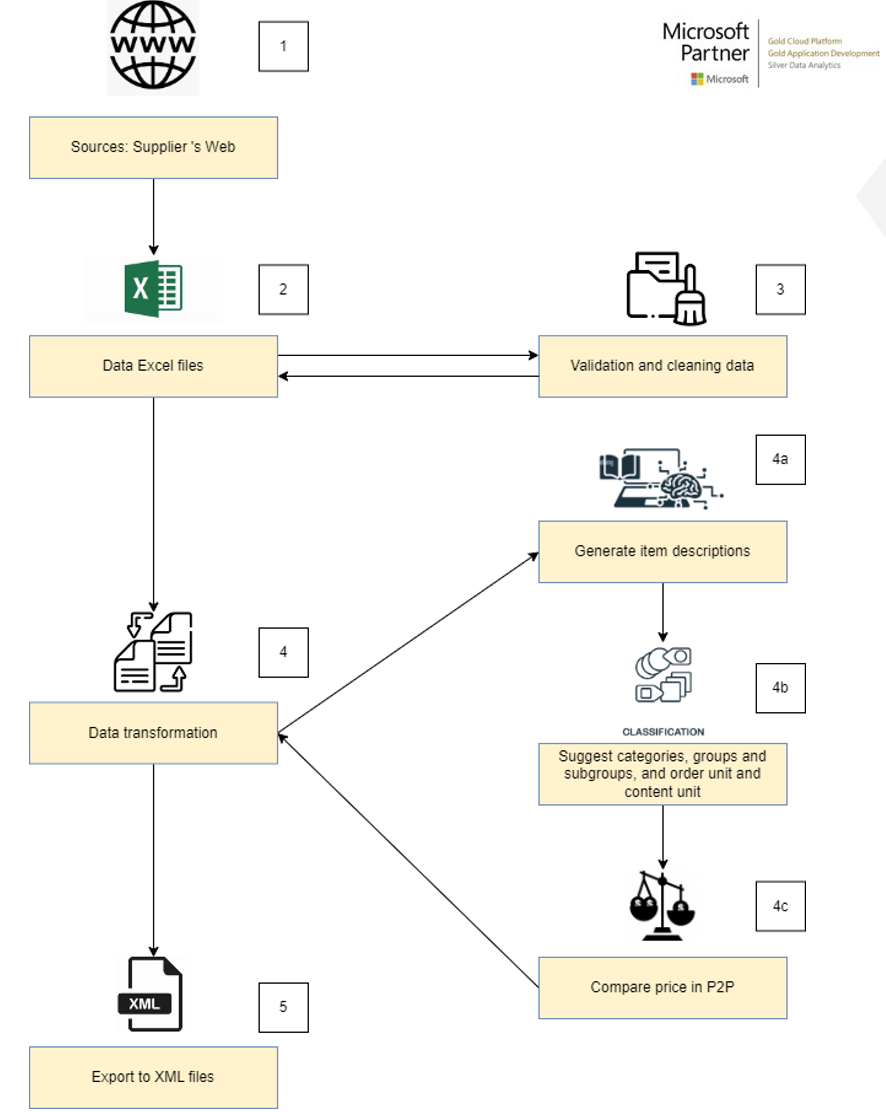 WWW
1
Microsoft
Partner
Microsoft
Gold Cloud Platform
Gold Application Development
Silver Data Analytics
Sources: Supplier 's Web
X
2
3
Data Excel files
Validation and cleaning data
4a
Generate item descriptions
4
4b
CLASSIFICATION
Data transformation
Suggest categories, groups and
subgroups, and order unit and
content unit
4c
XML
5
Compare price in P2P
Export to XML files